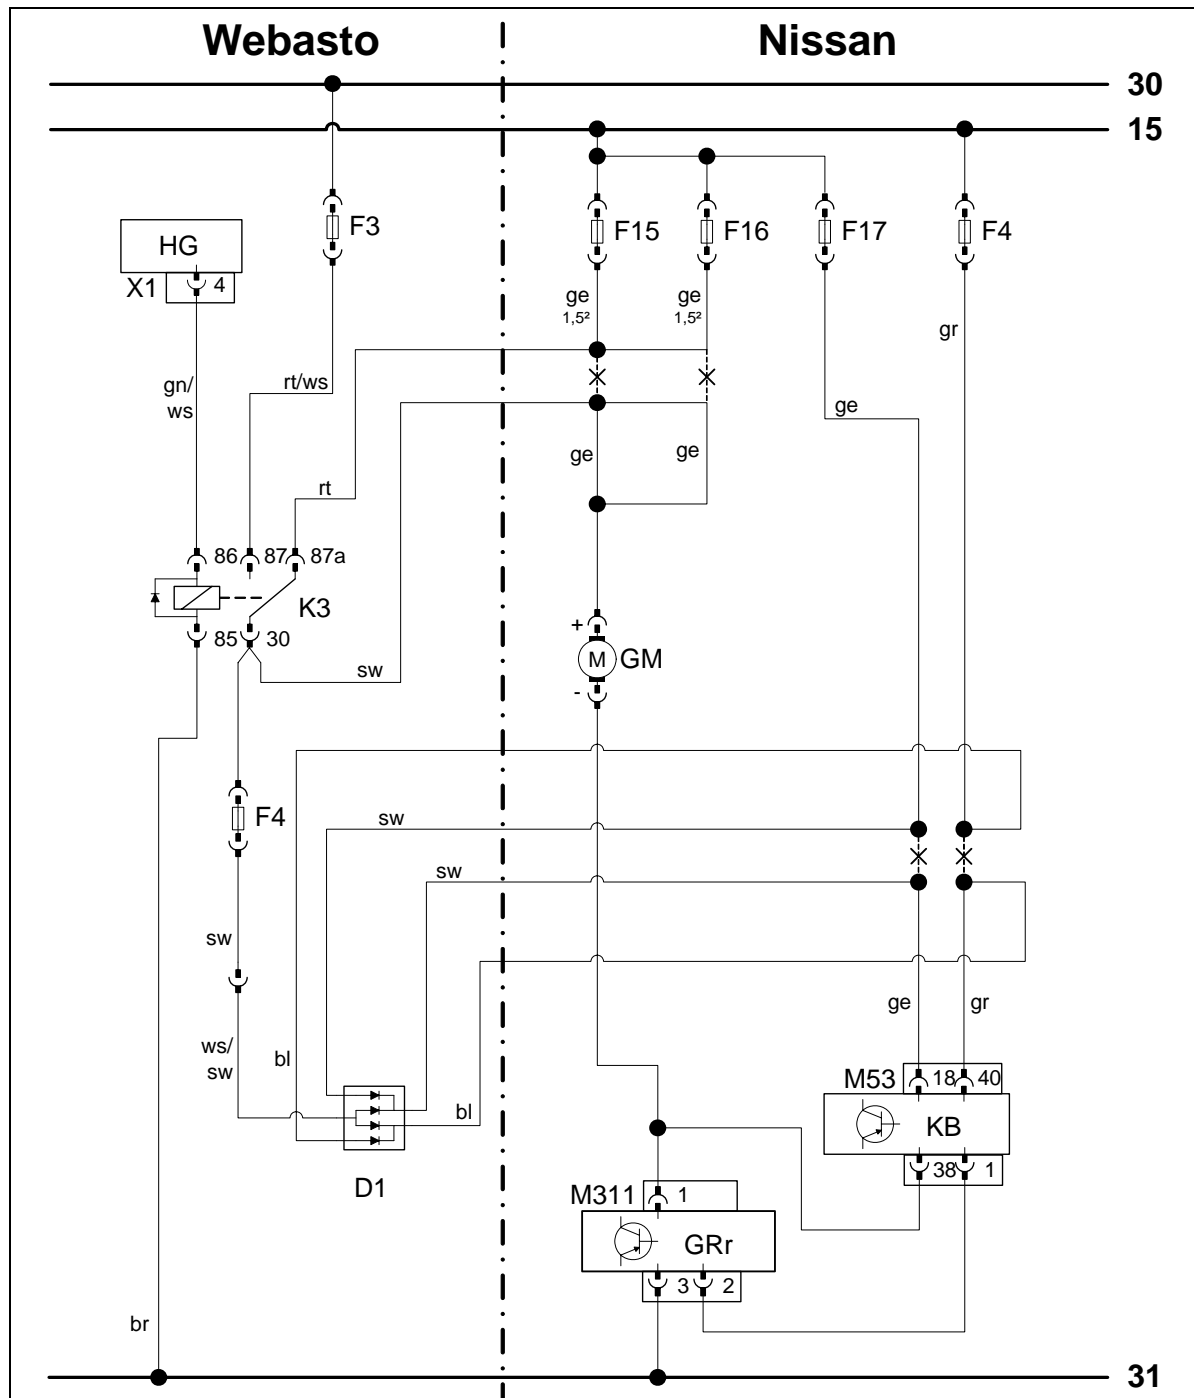 Webasto
Nissan
30
15
F3
F15
F16
F17
F4
HG
X1
4
ge
1,5²
ge
1,5²
gr
gn/
ws
rt/ws
ge
ge
ge
rt
86
87
87a
K3
85
30
sw
+
M
GM
-
F4
sw
sw
sw
ge
gr
ws/
sw
bl
bl
D1
M53
18
40
KB
38
1
M311
1
GRr
3
2
br
31